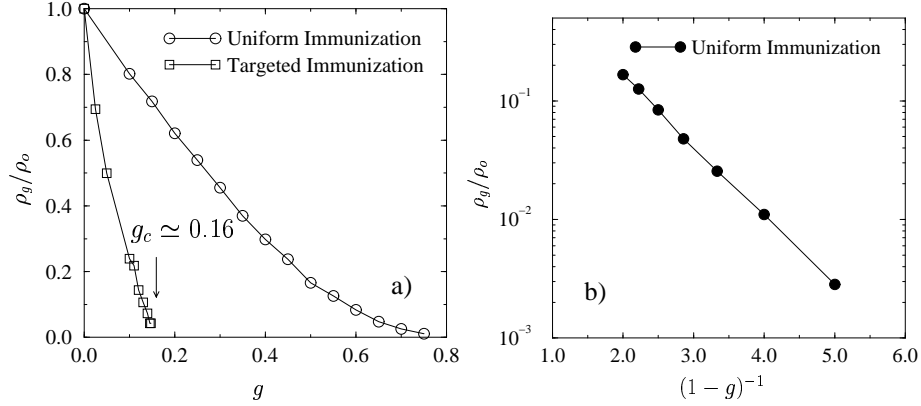 1.0
0.8
0.6
0.4
0.2
0.0
ρg/ρo
Uniform Immunization
Targeted Immunization
gc ≃ 0.16
a)
0.0 0.2 0.4 0.6 0.8
g
10⁰
10⁻¹
10⁻²
10⁻³
ρg/ρo
Uniform Immunization
b)
1.0 2.0 3.0 4.0 5.0 6.0
(1 − g)⁻¹